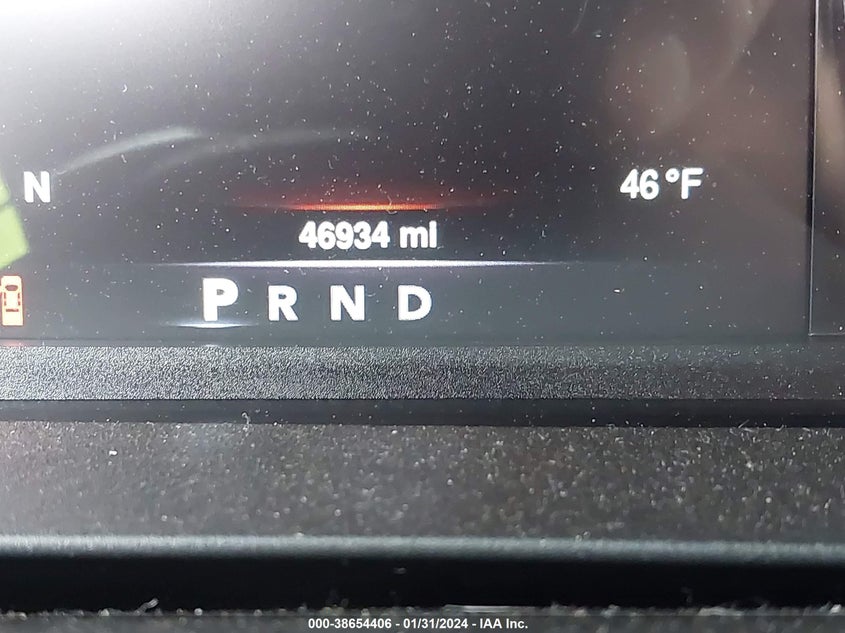 N 46°F
46934 mi
P R N D
000-38654406 - 01/31/2024 - IAA Inc.